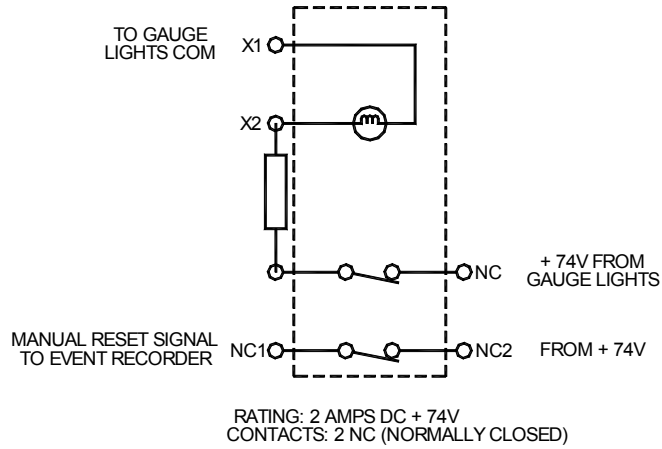 TO GAUGE
LIGHTS COM
X1
X2
NC
+ 74V FROM
GAUGE LIGHTS
MANUAL RESET SIGNAL
TO EVENT RECORDER
NC1
NC2
FROM + 74V
RATING: 2 AMPS DC + 74V
CONTACTS: 2 NC (NORMALLY CLOSED)